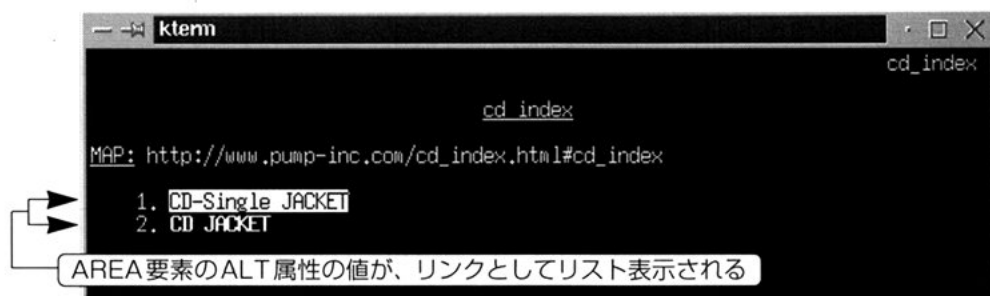 kterm
cd_index
cd_index
MAP: http://www.pump-inc.com/cd_index.html#cd_index
1. CD-Single JACKET
2. CD JACKET
AREA要素のALT属性の値が、リンクとしてリスト表示される